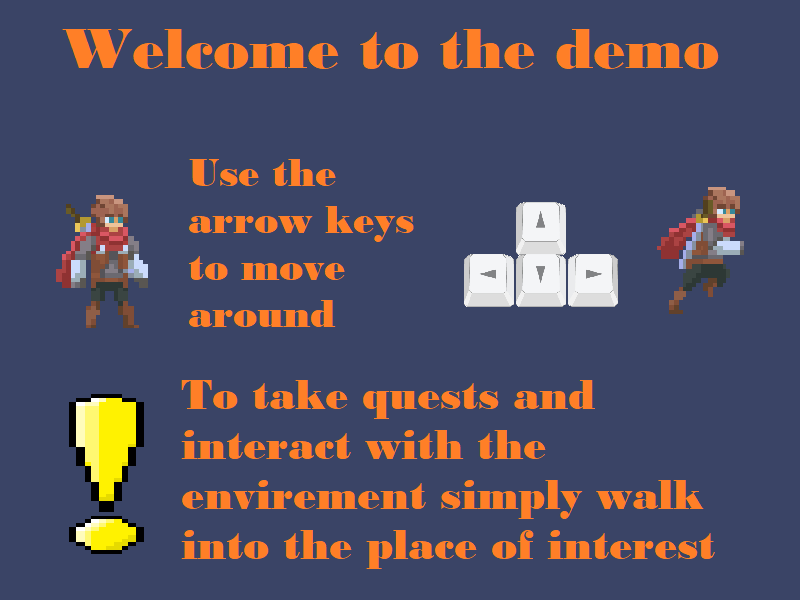 Welcome to the demo
Use the
arrow keys
to move
around
To take quests and
interact with the
envirement simply walk
into the place of interest